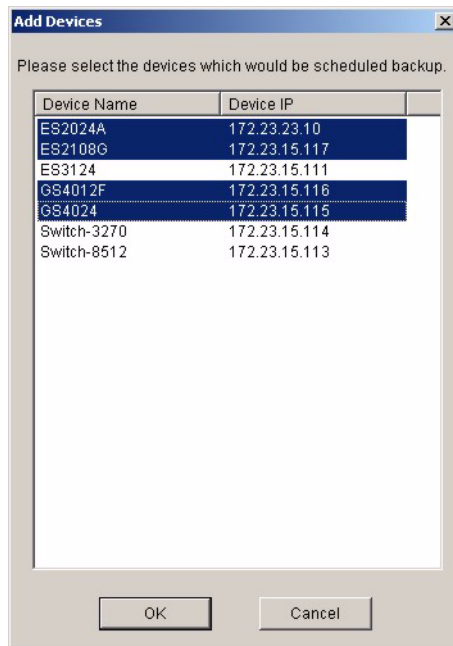 Add Devices
Please select the devices which would be scheduled backup.
Device Name Device IP
ES2024A 172.23.23.10
ES2108G 172.23.15.117
ES3124 172.23.15.111
GS4012F 172.23.15.116
GS4024 172.23.15.115
Switch-3270 172.23.15.114
Switch-8512 172.23.15.113
OK Cancel